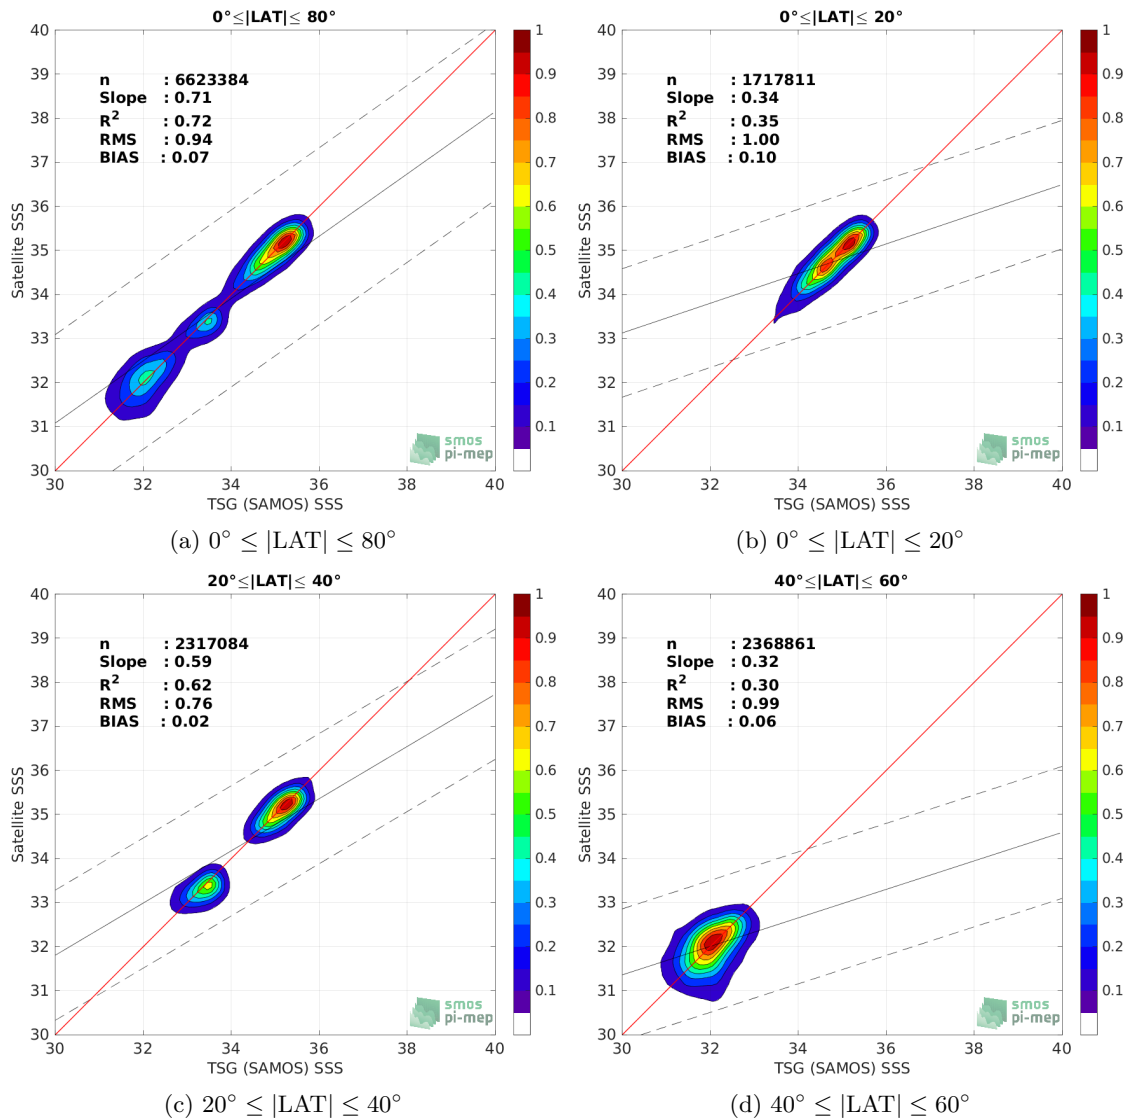 0°≤|LAT|≤ 80°
n : 6623384
Slope : 0.71
R² : 0.72
RMS : 0.94
BIAS : 0.07
40
39
38
37
36
35
34
33
32
31
30
Satellite SSS
30 32 34 36 38 40
TSG (SAMOS) SSS
1
0.9
0.8
0.7
0.6
0.5
0.4
0.3
0.2
0.1
smos
pi-mep
(a) 0° ≤ |LAT| ≤ 80°
0°≤|LAT|≤ 20°
n : 1717811
Slope : 0.34
R² : 0.35
RMS : 1.00
BIAS : 0.10
40
39
38
37
36
35
34
33
32
31
30
Satellite SSS
30 32 34 36 38 40
TSG (SAMOS) SSS
1
0.9
0.8
0.7
0.6
0.5
0.4
0.3
0.2
0.1
smos
pi-mep
(b) 0° ≤ |LAT| ≤ 20°
20°≤|LAT|≤ 40°
n : 2317084
Slope : 0.59
R² : 0.62
RMS : 0.76
BIAS : 0.02
40
39
38
37
36
35
34
33
32
31
30
Satellite SSS
30 32 34 36 38 40
TSG (SAMOS) SSS
1
0.9
0.8
0.7
0.6
0.5
0.4
0.3
0.2
0.1
smos
pi-mep
(c) 20° ≤ |LAT| ≤ 40°
40°≤|LAT|≤ 60°
n : 2368861
Slope : 0.32
R² : 0.30
RMS : 0.99
BIAS : 0.06
40
39
38
37
36
35
34
33
32
31
30
Satellite SSS
30 32 34 36 38 40
TSG (SAMOS) SSS
1
0.9
0.8
0.7
0.6
0.5
0.4
0.3
0.2
0.1
smos
pi-mep
(d) 40° ≤ |LAT| ≤ 60°